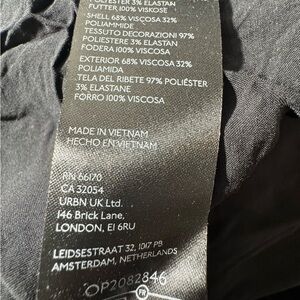 POLYESTER 3% ELASTAN
FUTTER 100% VISKOSE
SHELL 68% VISCOSA 32%
POLIAMMIDE
TESSUTO DECORAZIONI 97%
POLIESTERE 3% ELASTAN
FODERA 100% VISCOSA
EXTERIOR 68% VISCOSA 32%
POLIAMIDA
TELA DEL RIBETE 97% POLIÉSTER
3% ELASTANE
FORRO 100% VISCOSA
MADE IN VIETNAM
HECHO EN VIETNAM
RN 66170
CA 32054
URBN UK Ltd.
146 Brick Lane,
LONDON, E1 6RU
LEIDSESTRAAT 32, 1017 PB
AMSTERDAM, NETHERLANDS
OP2082846
FR